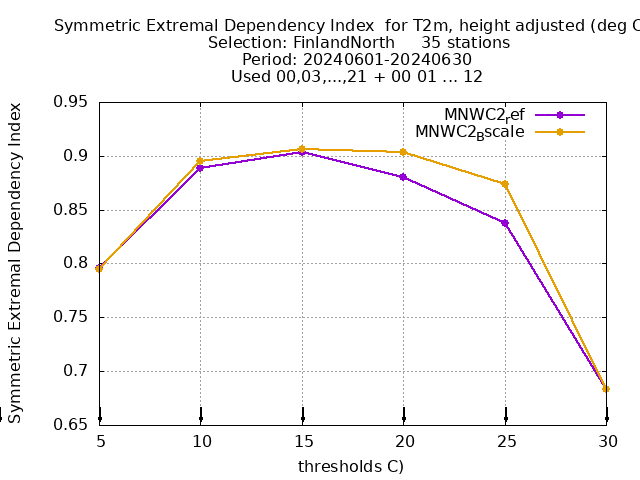 Symmetric Extremal Dependency Index  for T2m, height adjusted (deg C
Selection: FinlandNorth     35 stations
Period: 20240601-20240630
Used 00,03,...,21 + 00 01 ... 12
Symmetric Extremal Dependency Index
0.95
0.9
0.85
0.8
0.75
0.7
0.65
MNWC2ref
MNWC2Bscale
5 10 15 20 25 30
thresholds C)